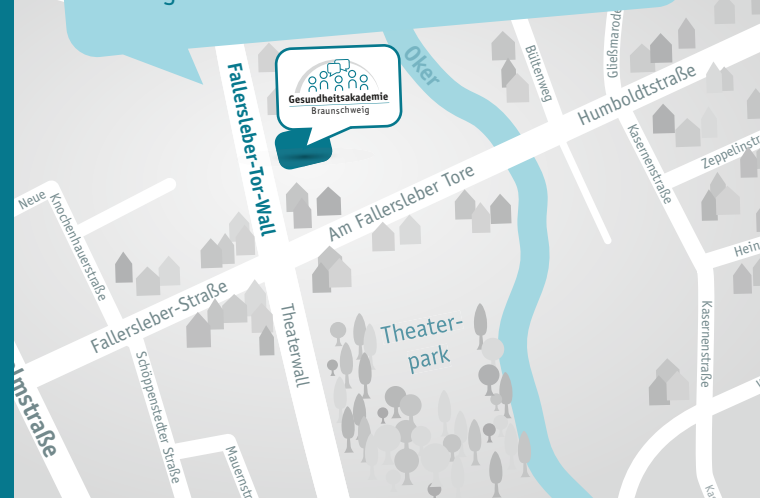 Oker
Bültenweg
Gließmarode
Humboldtstraße
Fallersleber-Tor-Wall
Gesundheitsakademie
Braunschweig
Kasernenstraße
Zeppelinstr
Am Fallersleber Tore
Neue
Knochenhauerstraße
Hein
Fallersleber-Straße
Theaterwall
Theater-
park
Kasernenstraße
lmstraße
Schöppenstedter Straße
Mauernstr